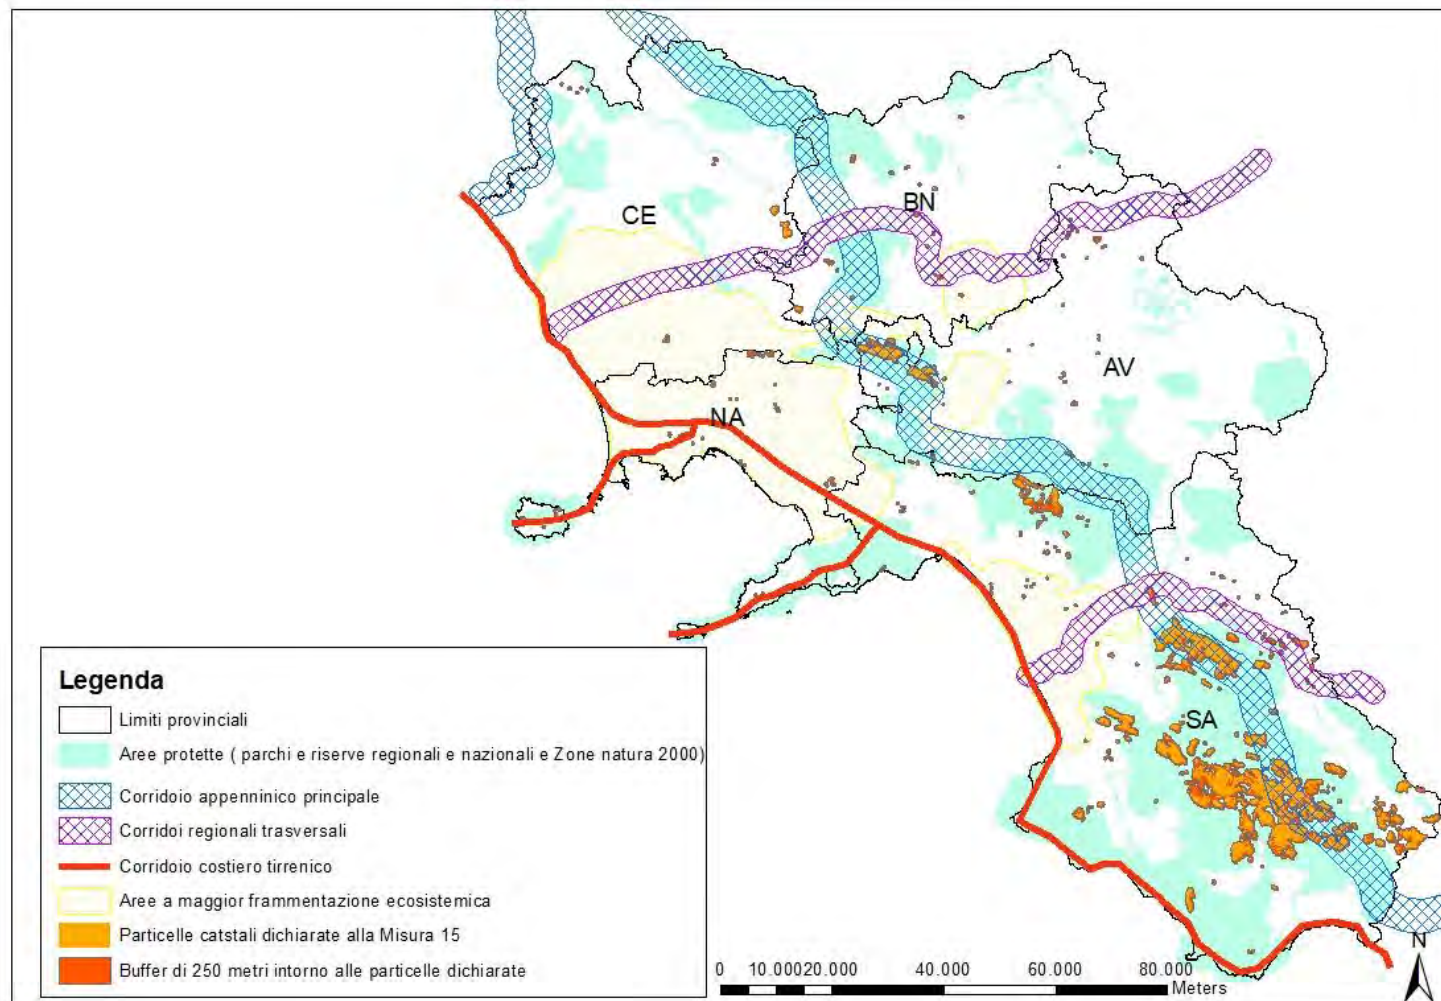 CE
BN
AV
NA
SA
Legenda
Limiti provinciali
Aree protette ( parchi e riserve regionali e nazionali e Zone natura 2000)
Corridoio appenninico principale
Corridoi regionali trasversali
Corridoio costiero tirrenico
Aree a maggior frammentazione ecosistemica
Particelle catstali dichiarate alla Misura 15
Buffer di 250 metri intorno alle particelle dichiarate
0 10.00020.000 40.000 60.000 80.000
Meters
N